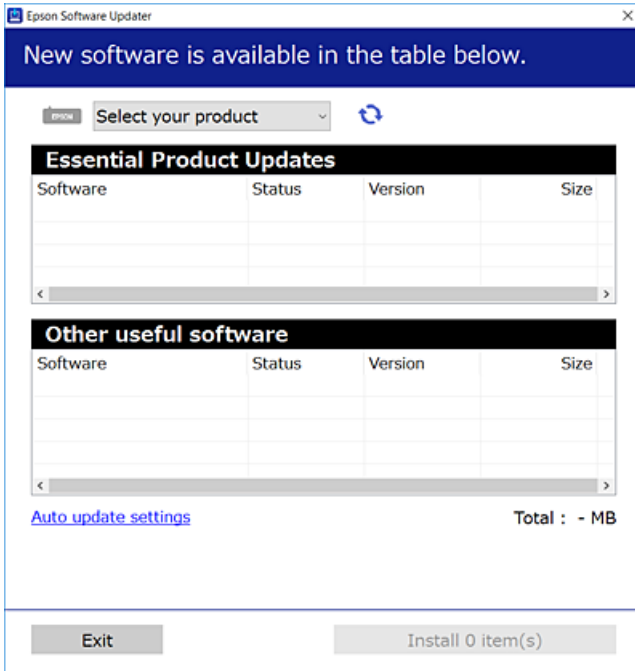 Epson Software Updater
New software is available in the table below.
EPSON Select your product
Essential Product Updates
Software Status Version Size
Other useful software
Software Status Version Size
Auto update settings Total : - MB
Exit Install 0 item(s)